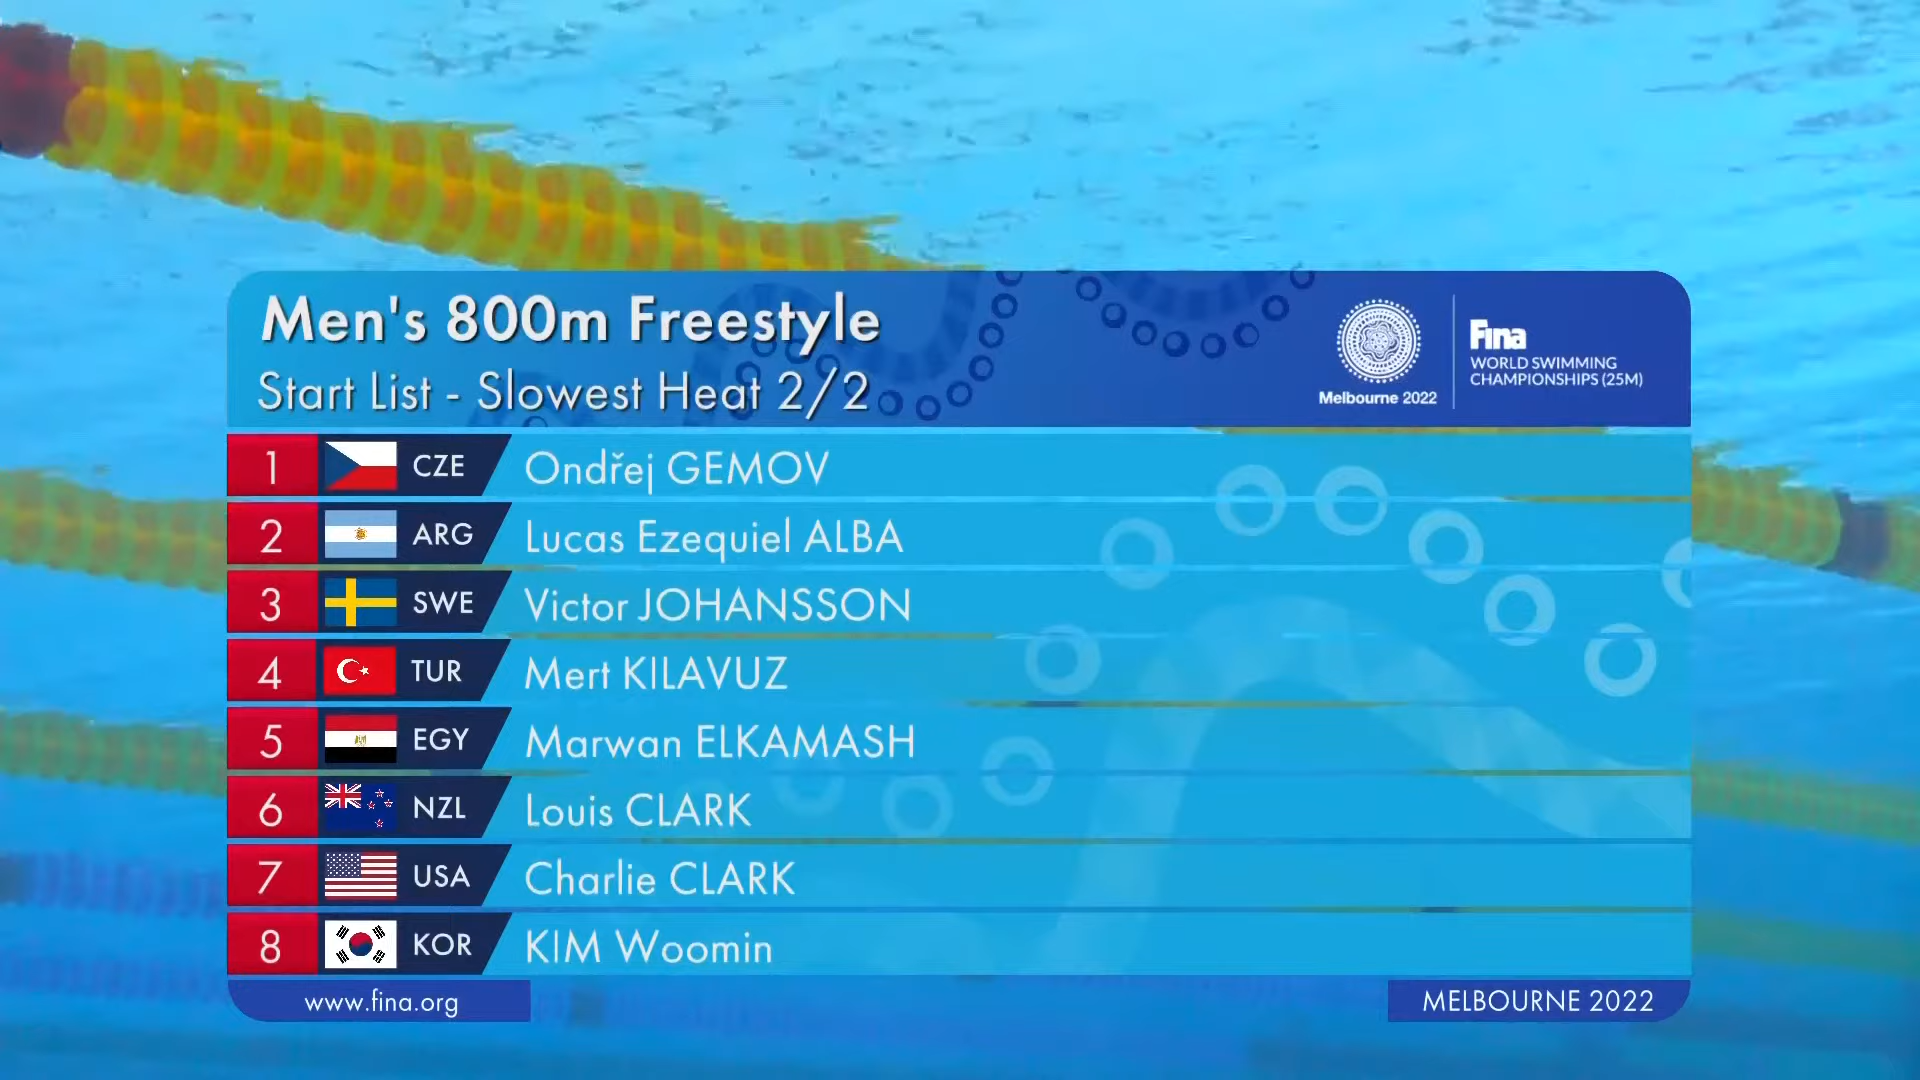 Men's 800m Freestyle
Start List - Slowest Heat 2/2
Melbourne 2022
Fina
WORLD SWIMMING
CHAMPIONSHIPS (25M)
1 CZE Ondřej GEMOV
2 ARG Lucas Ezequiel ALBA
3 SWE Victor JOHANSSON
4 TUR Mert KILAVUZ
5 EGY Marwan ELKAMASH
6 NZL Louis CLARK
7 USA Charlie CLARK
8 KOR KIM Woomin
www.fina.org
MELBOURNE 2022